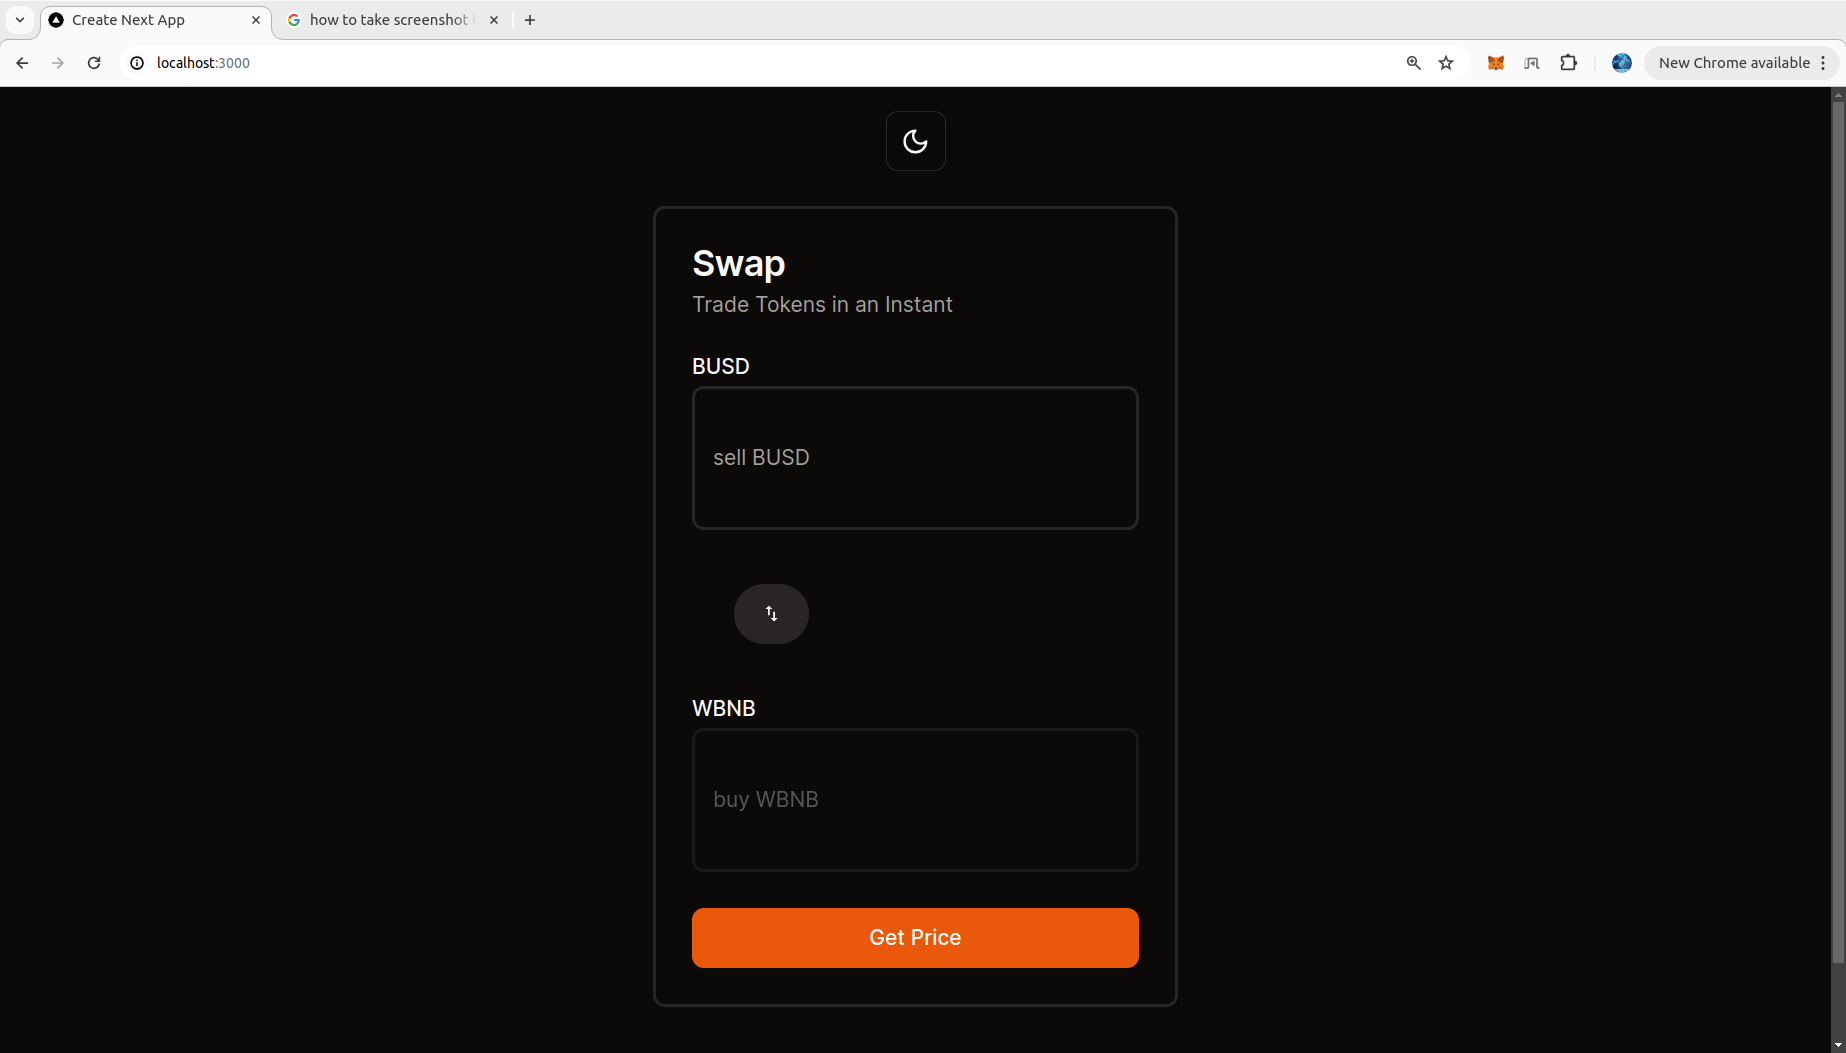 Create Next App
how to take screenshot
localhost:3000
New Chrome available
Swap
Trade Tokens in an Instant
BUSD
sell BUSD
WBNB
buy WBNB
Get Price